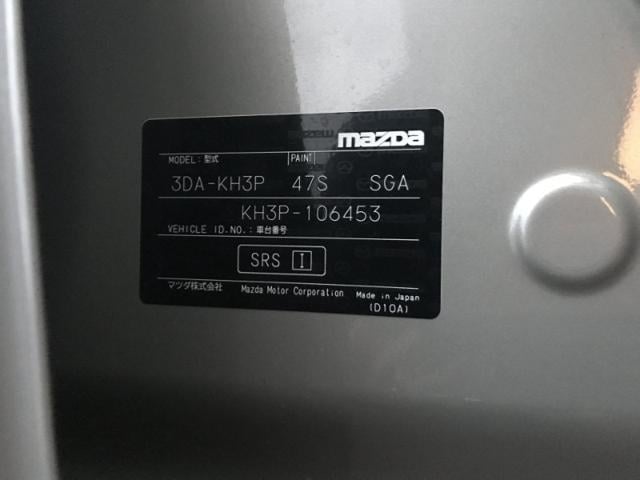 mazda
MODEL:型式 PAINT
3DA-KH3P 47S SGA
KH3P-106453
VEHICLE ID.NO.:車台番号
SRS I
マツダ株式会社 Mazda Motor Corporation Made in Japan
(D10A)